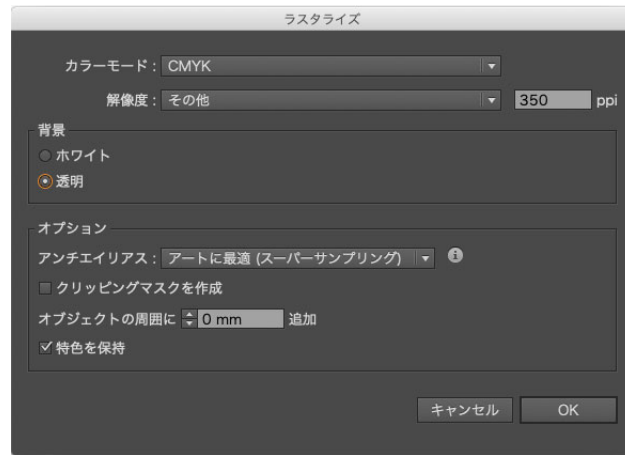 ラスタライズ
カラーモード : CMYK
解像度 : その他 350 ppi
背景
ホワイト
透明
オプション
アンチエイリアス : アートに最適 (スーパーサンプリング)
クリッピングマスクを作成
オブジェクトの周囲に 0 mm 追加
特色を保持
キャンセル OK